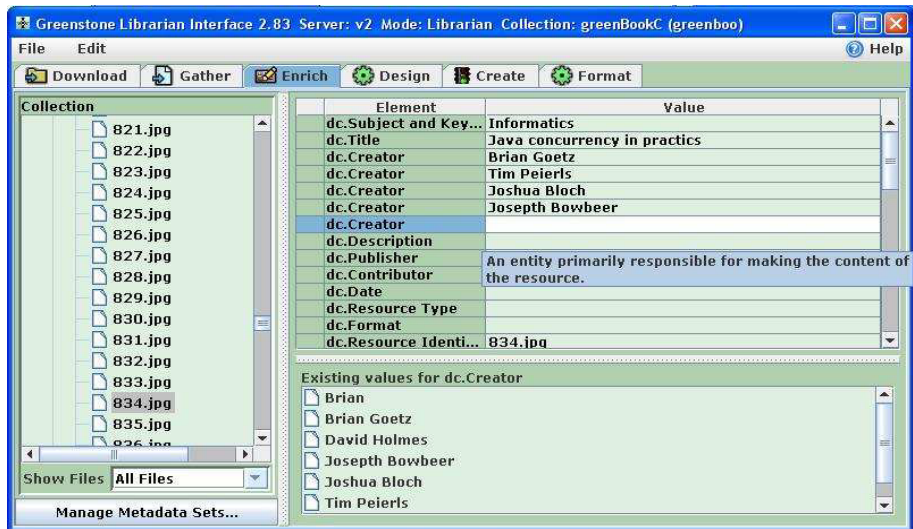 Greenstone Librarian Interface 2.83 Server: v2 Mode: Librarian Collection: greenBookC (greenboo)
File Edit Help
Download Gather Enrich Design Create Format
Collection
821.jpg
822.jpg
823.jpg
824.jpg
825.jpg
826.jpg
827.jpg
828.jpg
829.jpg
830.jpg
831.jpg
832.jpg
833.jpg
834.jpg
835.jpg
836.jpg
Show Files All Files
Manage Metadata Sets...
Element Value
dc.Subject and Key... Informatics
dc.Title Java concurrency in practics
dc.Creator Brian Goetz
dc.Creator Tim Peierls
dc.Creator Joshua Bloch
dc.Creator Josepth Bowbeer
dc.Creator
dc.Description
dc.Publisher
dc.Contributor
dc.Date
dc.Resource Type
dc.Format
dc.Resource Identi... 834.jpg
An entity primarily responsible for making the content of
the resource.
Existing values for dc.Creator
Brian
Brian Goetz
David Holmes
Josepth Bowbeer
Joshua Bloch
Tim Peierls